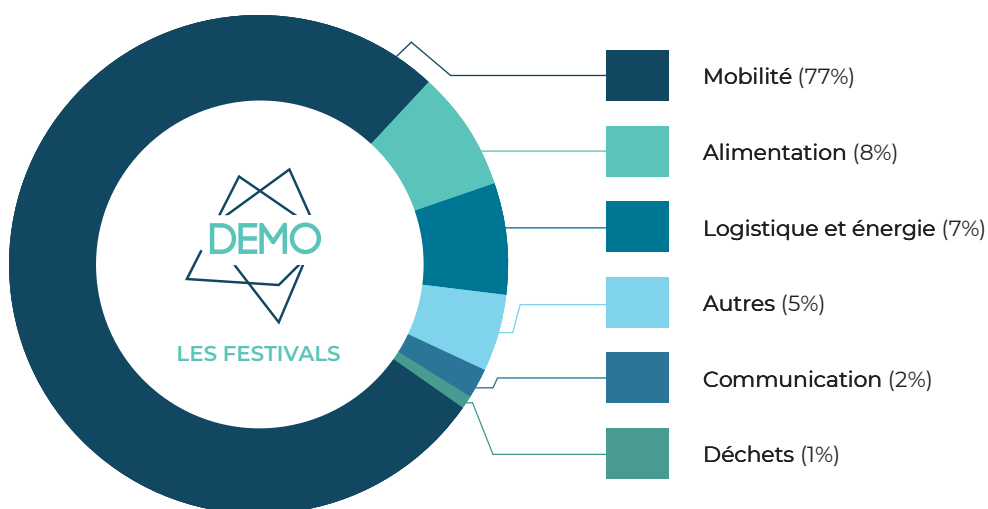 Mobilité (77%)
Alimentation (8%)
Logistique et énergie (7%)
Autres (5%)
Communication (2%)
Déchets (1%)
DEMO
LES FESTIVALS